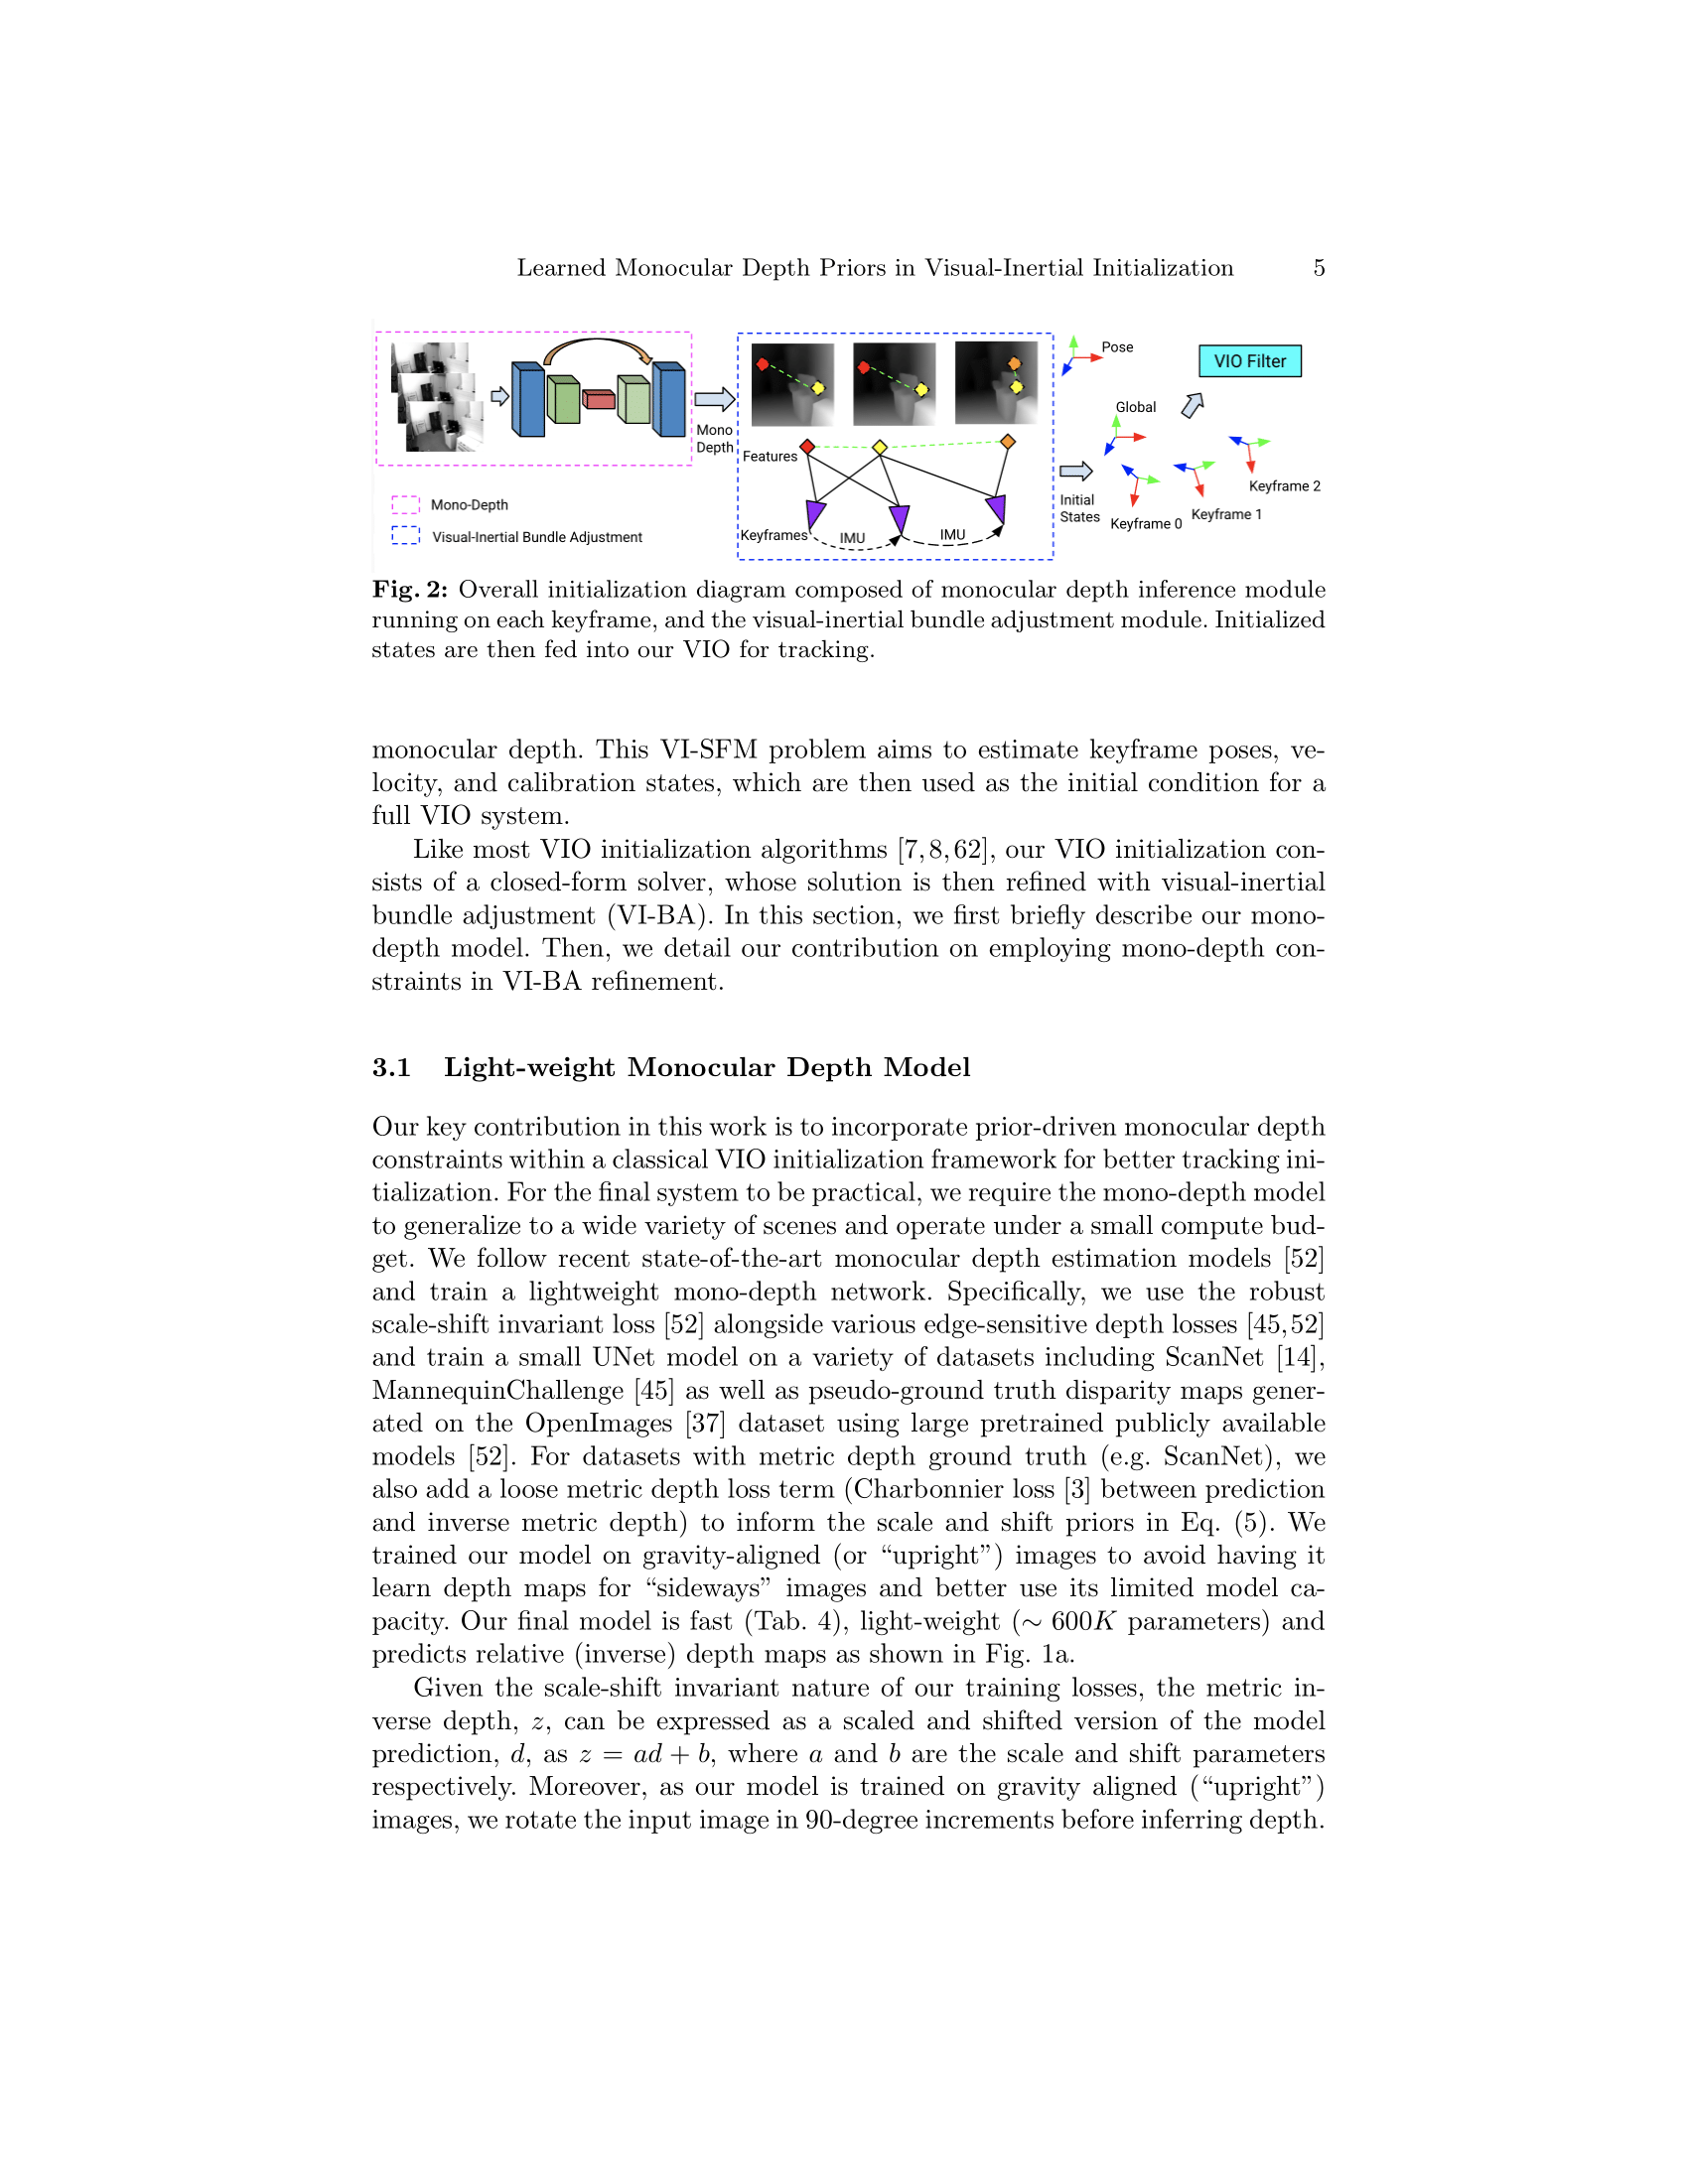 Learned Monocular Depth Priors in Visual-Inertial Initialization 5
Mono Depth
Features
Keyframes
IMU
IMU
Mono-Depth
Visual-Inertial Bundle Adjustment
Initial States
Pose
Global
VIO Filter
Keyframe 0
Keyframe 1
Keyframe 2
Fig. 2: Overall initialization diagram composed of monocular depth inference module
running on each keyframe, and the visual-inertial bundle adjustment module. Initialized
states are then fed into our VIO for tracking.
monocular depth. This VI-SFM problem aims to estimate keyframe poses, ve-
locity, and calibration states, which are then used as the initial condition for a
full VIO system.
Like most VIO initialization algorithms [7,8,62], our VIO initialization con-
sists of a closed-form solver, whose solution is then refined with visual-inertial
bundle adjustment (VI-BA). In this section, we first briefly describe our mono-
depth model. Then, we detail our contribution on employing mono-depth con-
straints in VI-BA refinement.
3.1 Light-weight Monocular Depth Model
Our key contribution in this work is to incorporate prior-driven monocular depth
constraints within a classical VIO initialization framework for better tracking ini-
tialization. For the final system to be practical, we require the mono-depth model
to generalize to a wide variety of scenes and operate under a small compute bud-
get. We follow recent state-of-the-art monocular depth estimation models [52]
and train a lightweight mono-depth network. Specifically, we use the robust
scale-shift invariant loss [52] alongside various edge-sensitive depth losses [45,52]
and train a small UNet model on a variety of datasets including ScanNet [14],
MannequinChallenge [45] as well as pseudo-ground truth disparity maps gener-
ated on the OpenImages [37] dataset using large pretrained publicly available
models [52]. For datasets with metric depth ground truth (e.g. ScanNet), we
also add a loose metric depth loss term (Charbonnier loss [3] between prediction
and inverse metric depth) to inform the scale and shift priors in Eq. (5). We
trained our model on gravity-aligned (or “upright”) images to avoid having it
learn depth maps for “sideways” images and better use its limited model ca-
pacity. Our final model is fast (Tab. 4), light-weight (∼ 600K parameters) and
predicts relative (inverse) depth maps as shown in Fig. 1a.
Given the scale-shift invariant nature of our training losses, the metric in-
verse depth, z, can be expressed as a scaled and shifted version of the model
prediction, d, as z = ad + b, where a and b are the scale and shift parameters
respectively. Moreover, as our model is trained on gravity aligned (“upright”)
images, we rotate the input image in 90-degree increments before inferring depth.